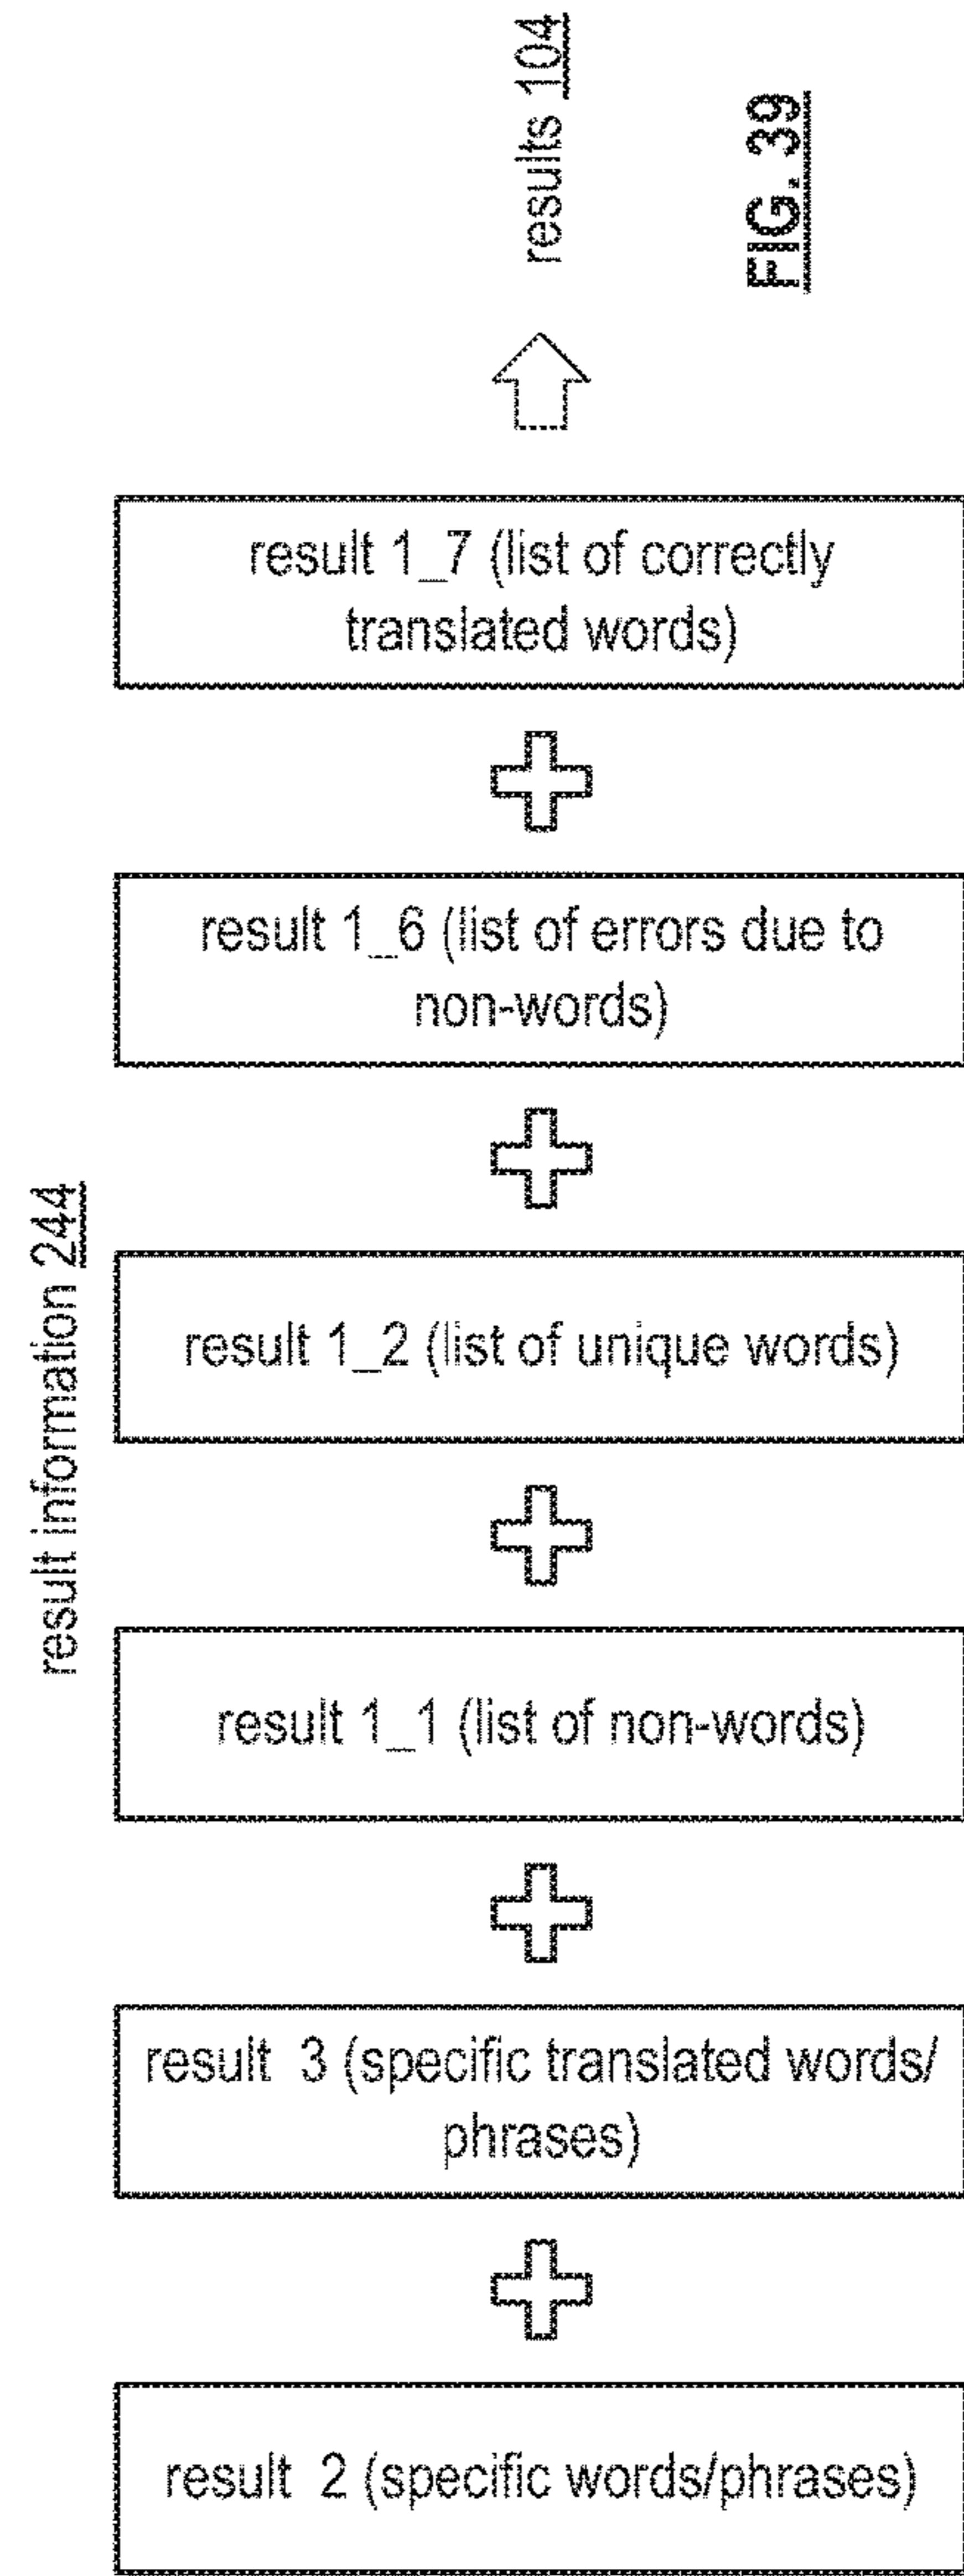 result information 244
result 1_7 (list of correctly
translated words)
result 1_6 (list of errors due to
non-words)
result 1_2 (list of unique words)
result 1_1 (list of non-words)
result 3 (specific translated words/
phrases)
result 2 (specific words/phrases)
results 104
FIG. 39